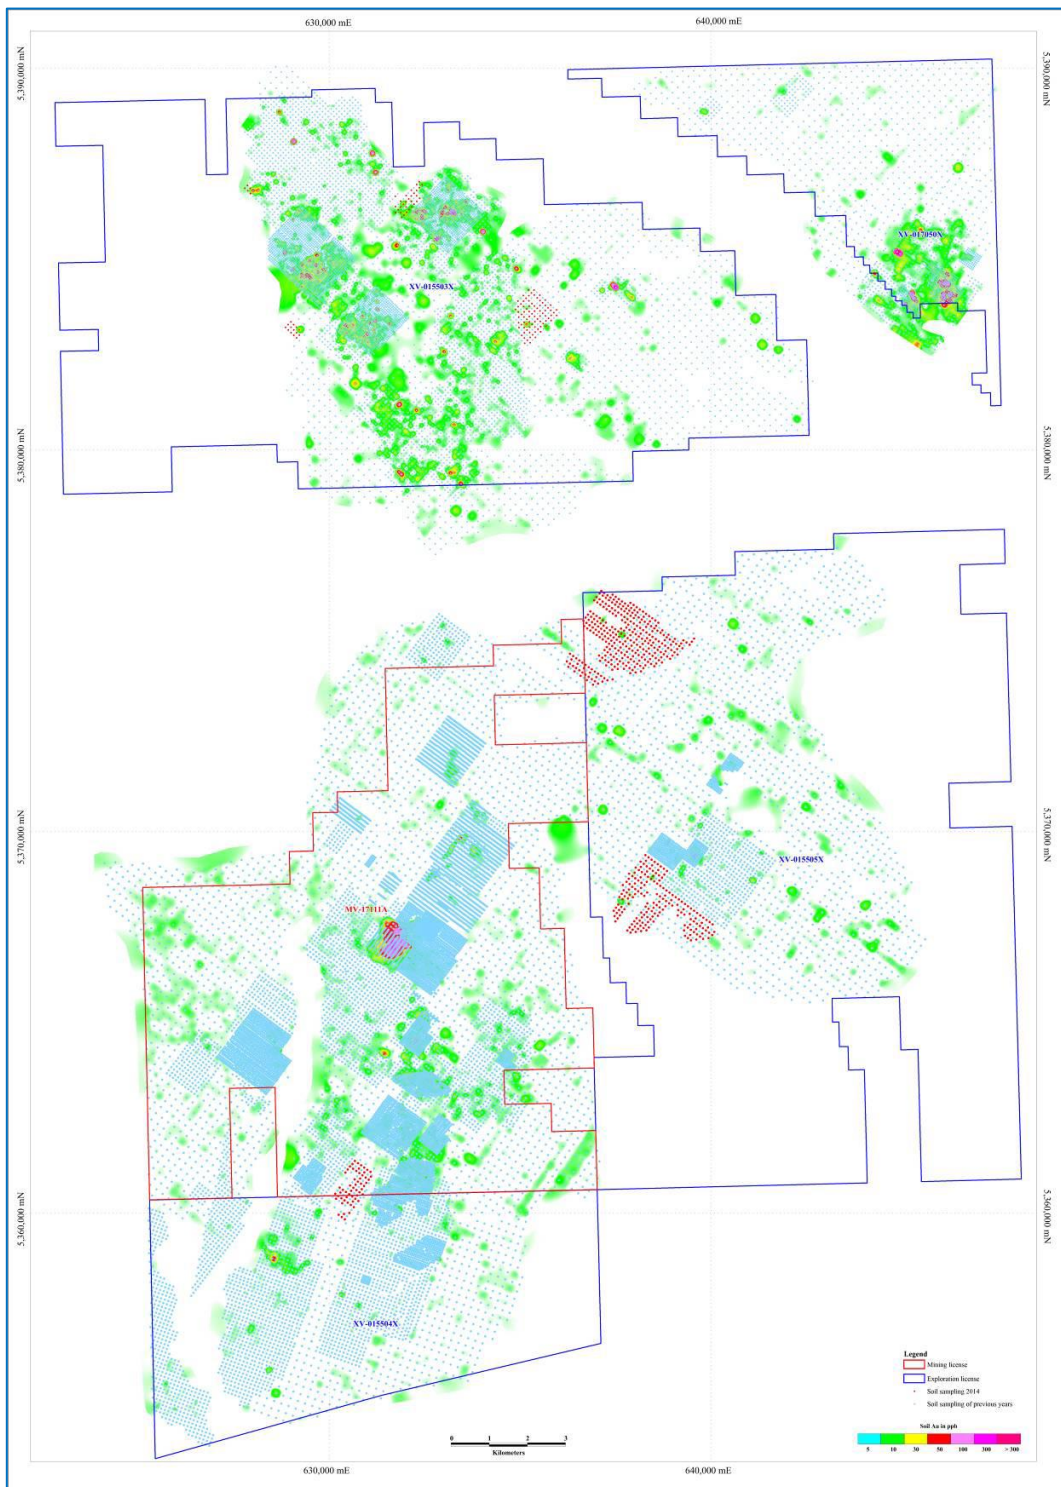 630,000 mE
640,000 mE
5,390,000 mN
5,390,000 mN
XV-017050X
XV-015503X
5,380,000 mN
5,380,000 mN
5,370,000 mN
5,370,000 mN
XV-015505X
MV-17111A
5,360,000 mN
5,360,000 mN
XV-015504X
Legend
Mining license
Exploration license
Soil sampling 2014
Soil sampling of previous years
Soil Au in ppb
5 10 30 50 100 300 > 300
0 1 2 3
Kilometers
630,000 mE
640,000 mE